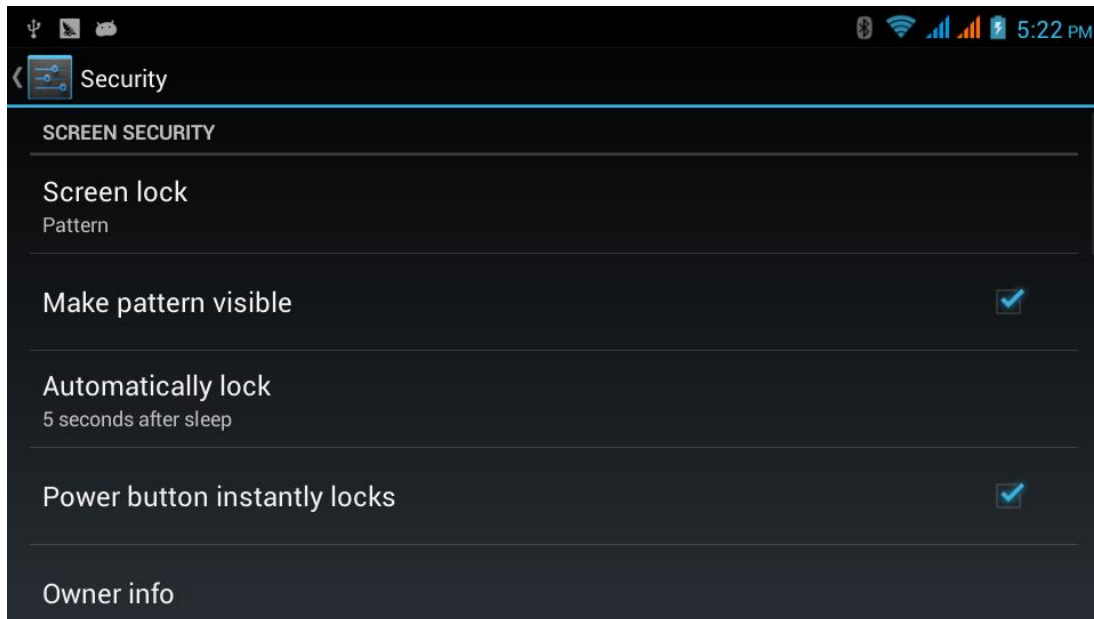 5:22 PM
Security
SCREEN SECURITY
Screen lock
Pattern
Make pattern visible
Automatically lock
5 seconds after sleep
Power button instantly locks
Owner info